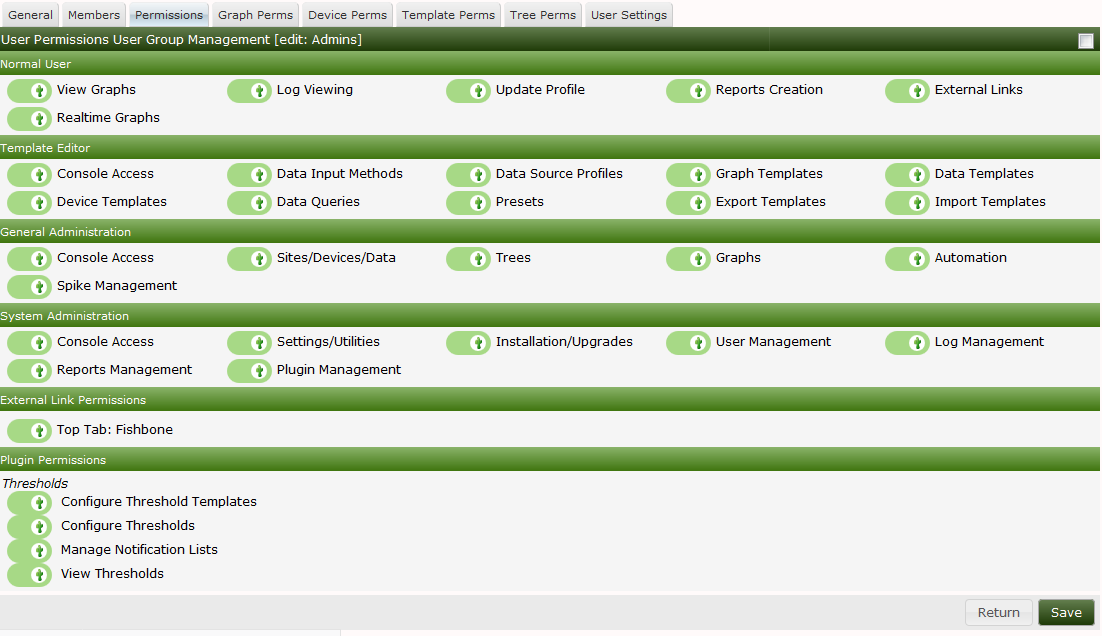 General Members Permissions Graph Perms Device Perms Template Perms Tree Perms User Settings
User Permissions User Group Management [edit: Admins]
Normal User
View Graphs Log Viewing Update Profile Reports Creation External Links
Realtime Graphs
Template Editor
Console Access Data Input Methods Data Source Profiles Graph Templates Data Templates
Device Templates Data Queries Presets Export Templates Import Templates
General Administration
Console Access Sites/Devices/Data Trees Graphs Automation
Spike Management
System Administration
Console Access Settings/Utilities Installation/Upgrades User Management Log Management
Reports Management Plugin Management
External Link Permissions
Top Tab: Fishbone
Plugin Permissions
Thresholds
Configure Threshold Templates
Configure Thresholds
Manage Notification Lists
View Thresholds
Return Save